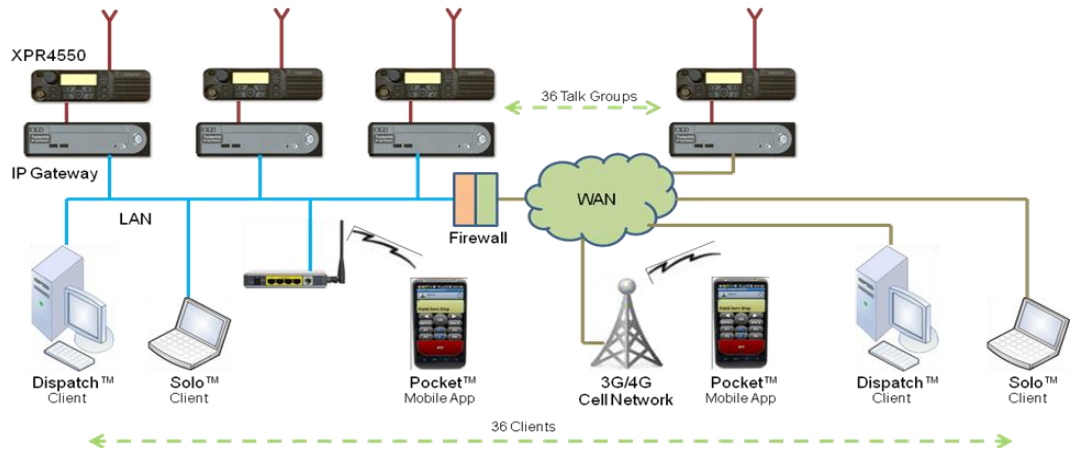 XPR4550
36 Talk Groups
IP Gateway
WAN
LAN
Firewall
Dispatch™
Client
Solo™
Client
Pocket™
Mobile App
3G/4G
Cell Network
Pocket™
Mobile App
Dispatch™
Client
Solo™
Client
36 Clients